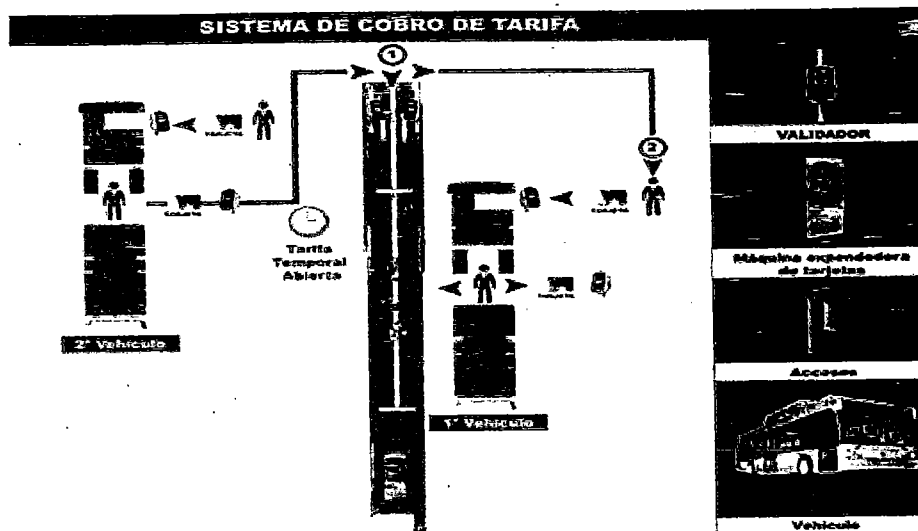 SISTEMA DE COBRO DE TARIFA
1
2
Tarifa
Temporal
Abierta
2° Vehículo
1° Vehículo
VALIDADOR
Máquina expendedora
de tarjetas
Accesos
Vehículo